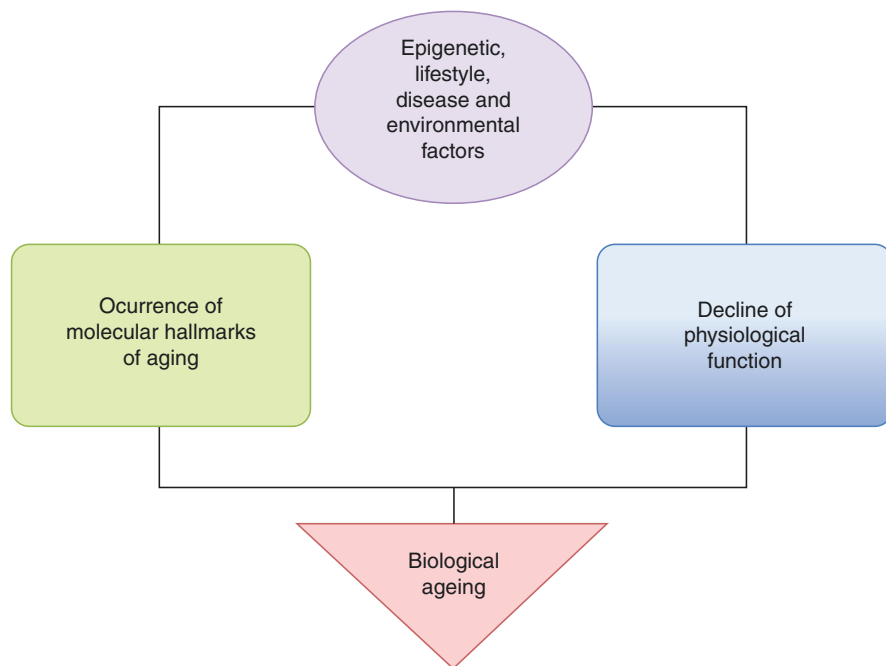 Epigenetic,
lifestyle,
disease and
environmental
factors
Ocurrence of
molecular hallmarks
of aging
Decline of
physiological
function
Biological
ageing